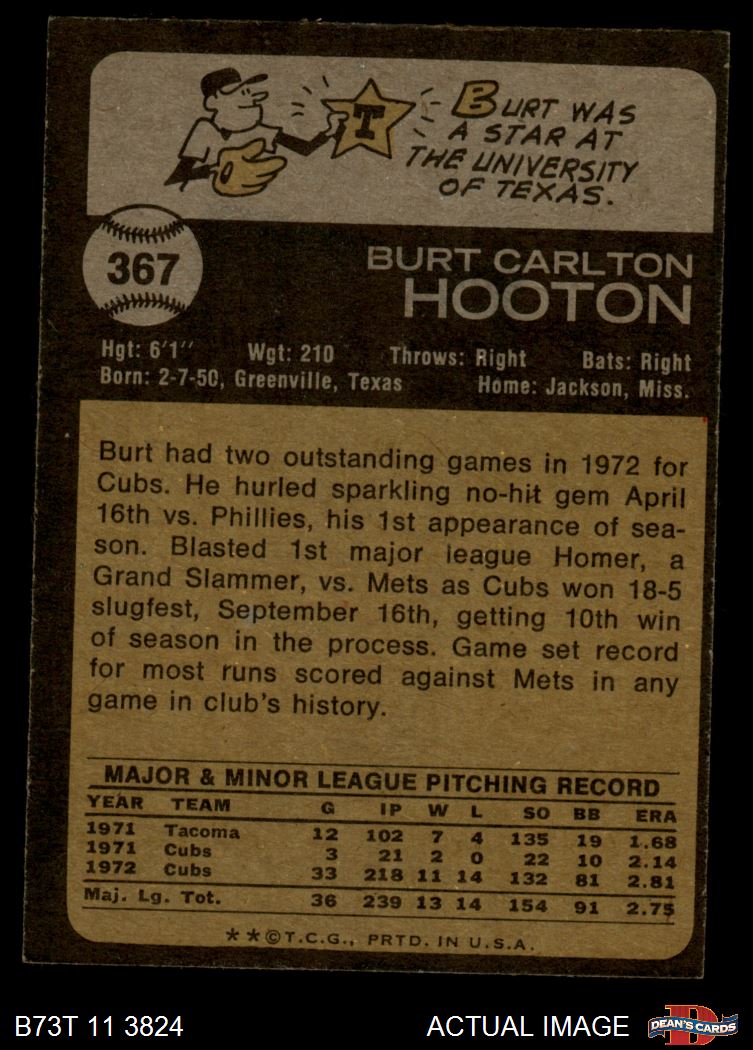 T
BURT WAS
A STAR AT
THE UNIVERSITY
OF TEXAS.
367
BURT CARLTON
HOOTON
Hgt: 6'1" Wgt: 210 Throws: Right Bats: Right
Born: 2-7-50, Greenville, Texas Home: Jackson, Miss.
Burt had two outstanding games in 1972 for
Cubs. He hurled sparkling no-hit gem April
16th vs. Phillies, his 1st appearance of sea-
son. Blasted 1st major league Homer, a
Grand Slammer, vs. Mets as Cubs won 18-5
slugfest, September 16th, getting 10th win
of season in the process. Game set record
for most runs scored against Mets in any
game in club's history.
MAJOR & MINOR LEAGUE PITCHING RECORD
YEAR TEAM G IP W L SO BB ERA
1971 Tacoma 12 102 7 4 135 19 1.68
1971 Cubs 3 21 2 0 22 10 2.14
1972 Cubs 33 218 11 14 132 81 2.81
Maj. Lg. Tot. 36 239 13 14 154 91 2.75
**©T.C.G., PRTD. IN U.S.A.
B73T 11 3824 ACTUAL IMAGE
D
DEAN'S CARDS